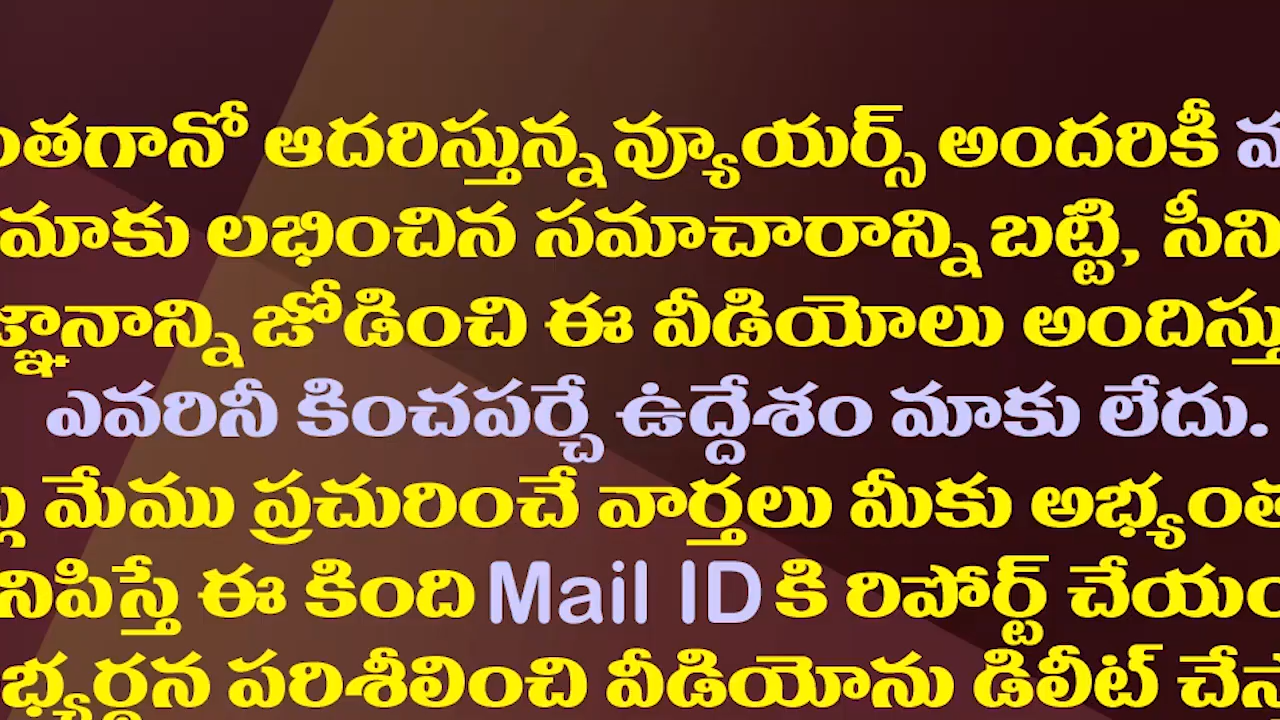 ఆదరిస్తున్న వ్యూయర్స్ అందరికీ
మాకు లభించిన సమాచారాన్ని బట్టి,
జోడించి ఈ వీడియోలు
ఎవరినీ కించపర్చే ఉద్దేశం మాకు లేదు.
మేము ప్రచురించే వార్తలు మీకు
ఈ కింది Mail ID కి రిపోర్ట్
పరిశీలించి వీడియోను డిలీట్